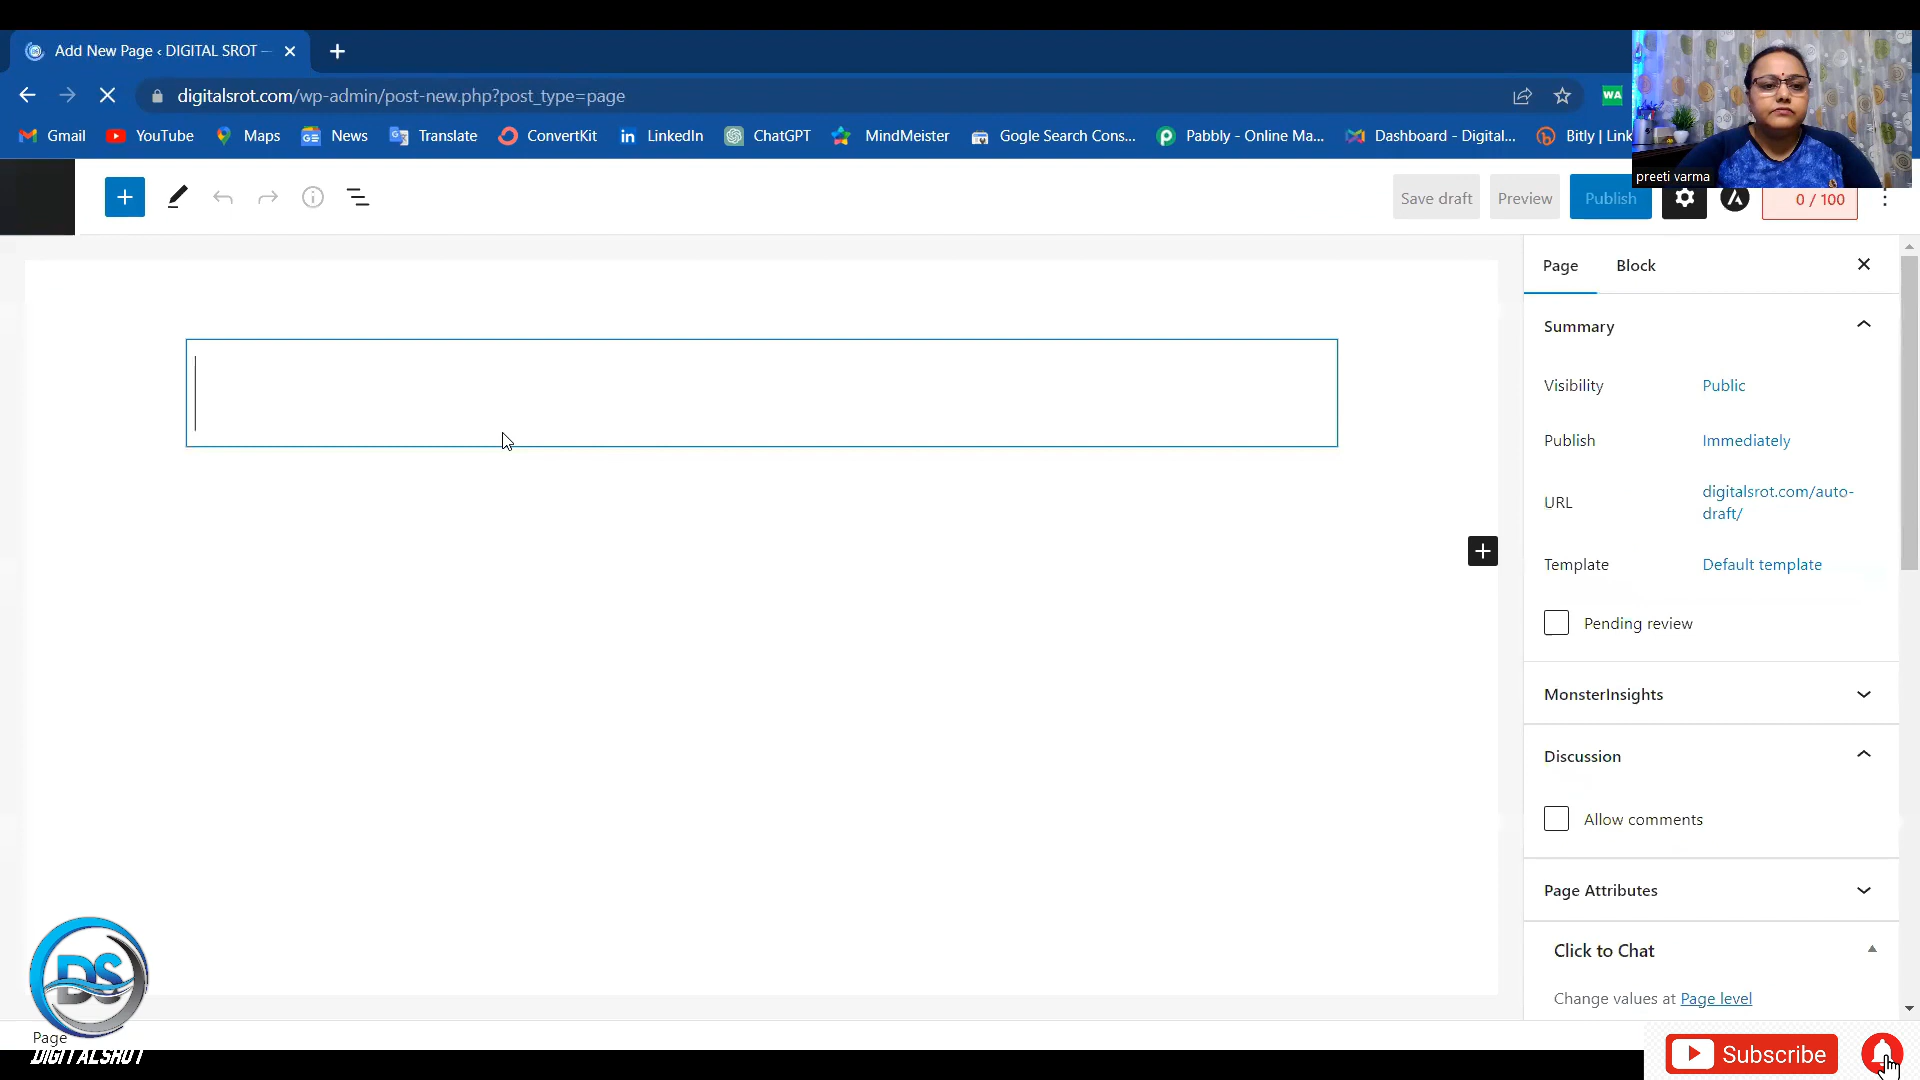 Add New Page ‹ DIGITAL SROT —
digitalsrot.com/wp-admin/post-new.php?post_type=page
WA
Gmail YouTube Maps News Translate ConvertKit LinkedIn ChatGPT MindMeister Gogle Search Cons... Pabbly - Online Ma... Dashboard - Digital... Bitly | Link
preeti varma
Save draft Preview Publish 0 / 100
Page Block
Summary
Visibility Public
Publish Immediately
URL digitalsrot.com/auto-
draft/
Template Default template
Pending review
MonsterInsights
Discussion
Allow comments
Page Attributes
Click to Chat
Change values at Page level
DS
Page
DIGITALSROT
Subscribe